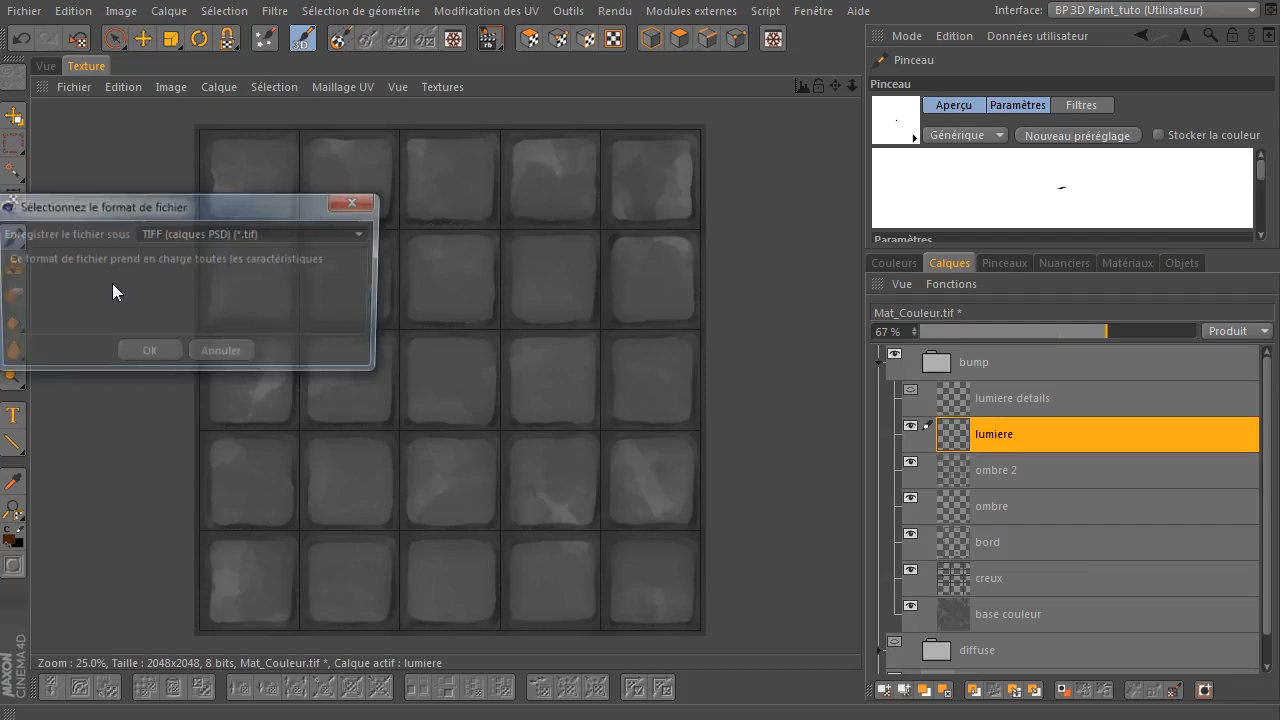 Fichier Edition Image Calque Sélection Filtre Sélection de géométrie Modification des UV Outils Rendu Modules externes Script Fenêtre Aide Interface: BP 3D Paint_tuto (Utilisateur)
3D
Mode Edition Données utilisateur
Pinceau
Vue Texture
Fichier Edition Image Calque Sélection Maillage UV Vue Textures
Pinceau
Aperçu Paramètres Filtres
Générique Nouveau préréglage Stocker la couleur
Paramètres
Sélectionnez le format de fichier
Enregistrer le fichier sous TIFF (calques PSD) (*.tif)
Ce format de fichier prend en charge toutes les caractéristiques
OK Annuler
Couleurs Calques Pinceaux Nuanciers Matériaux Objets
Vue Fonctions
Mat_Couleur.tif *
67 % Produit
bump
lumiere details
lumiere
ombre 2
ombre
bord
creux
base couleur
diffuse
T
C
Zoom : 25.0%, Taille : 2048x2048, 8 bits, Mat_Couleur.tif *, Calque actif : lumiere
MAXON
CINEMA 4D